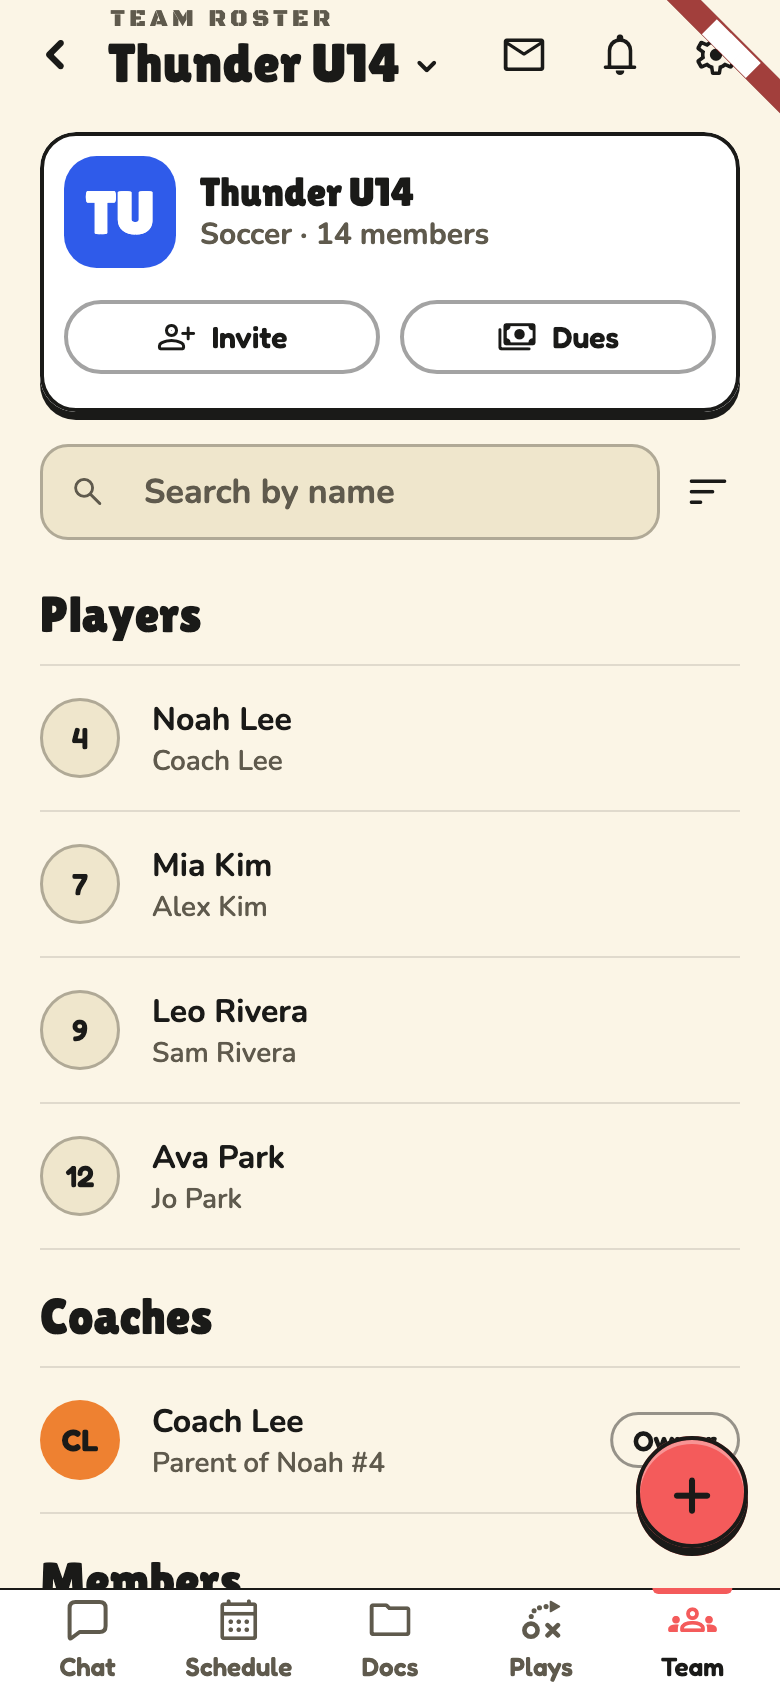 TEAM ROSTER
Thunder U14
TU
Thunder U14
Soccer · 14 members
Invite
Dues
Search by name
Players
4
Noah Lee
Coach Lee
7
Mia Kim
Alex Kim
9
Leo Rivera
Sam Rivera
12
Ava Park
Jo Park
Coaches
CL
Coach Lee
Parent of Noah #4
Members
Chat
Schedule
Docs
Plays
Team